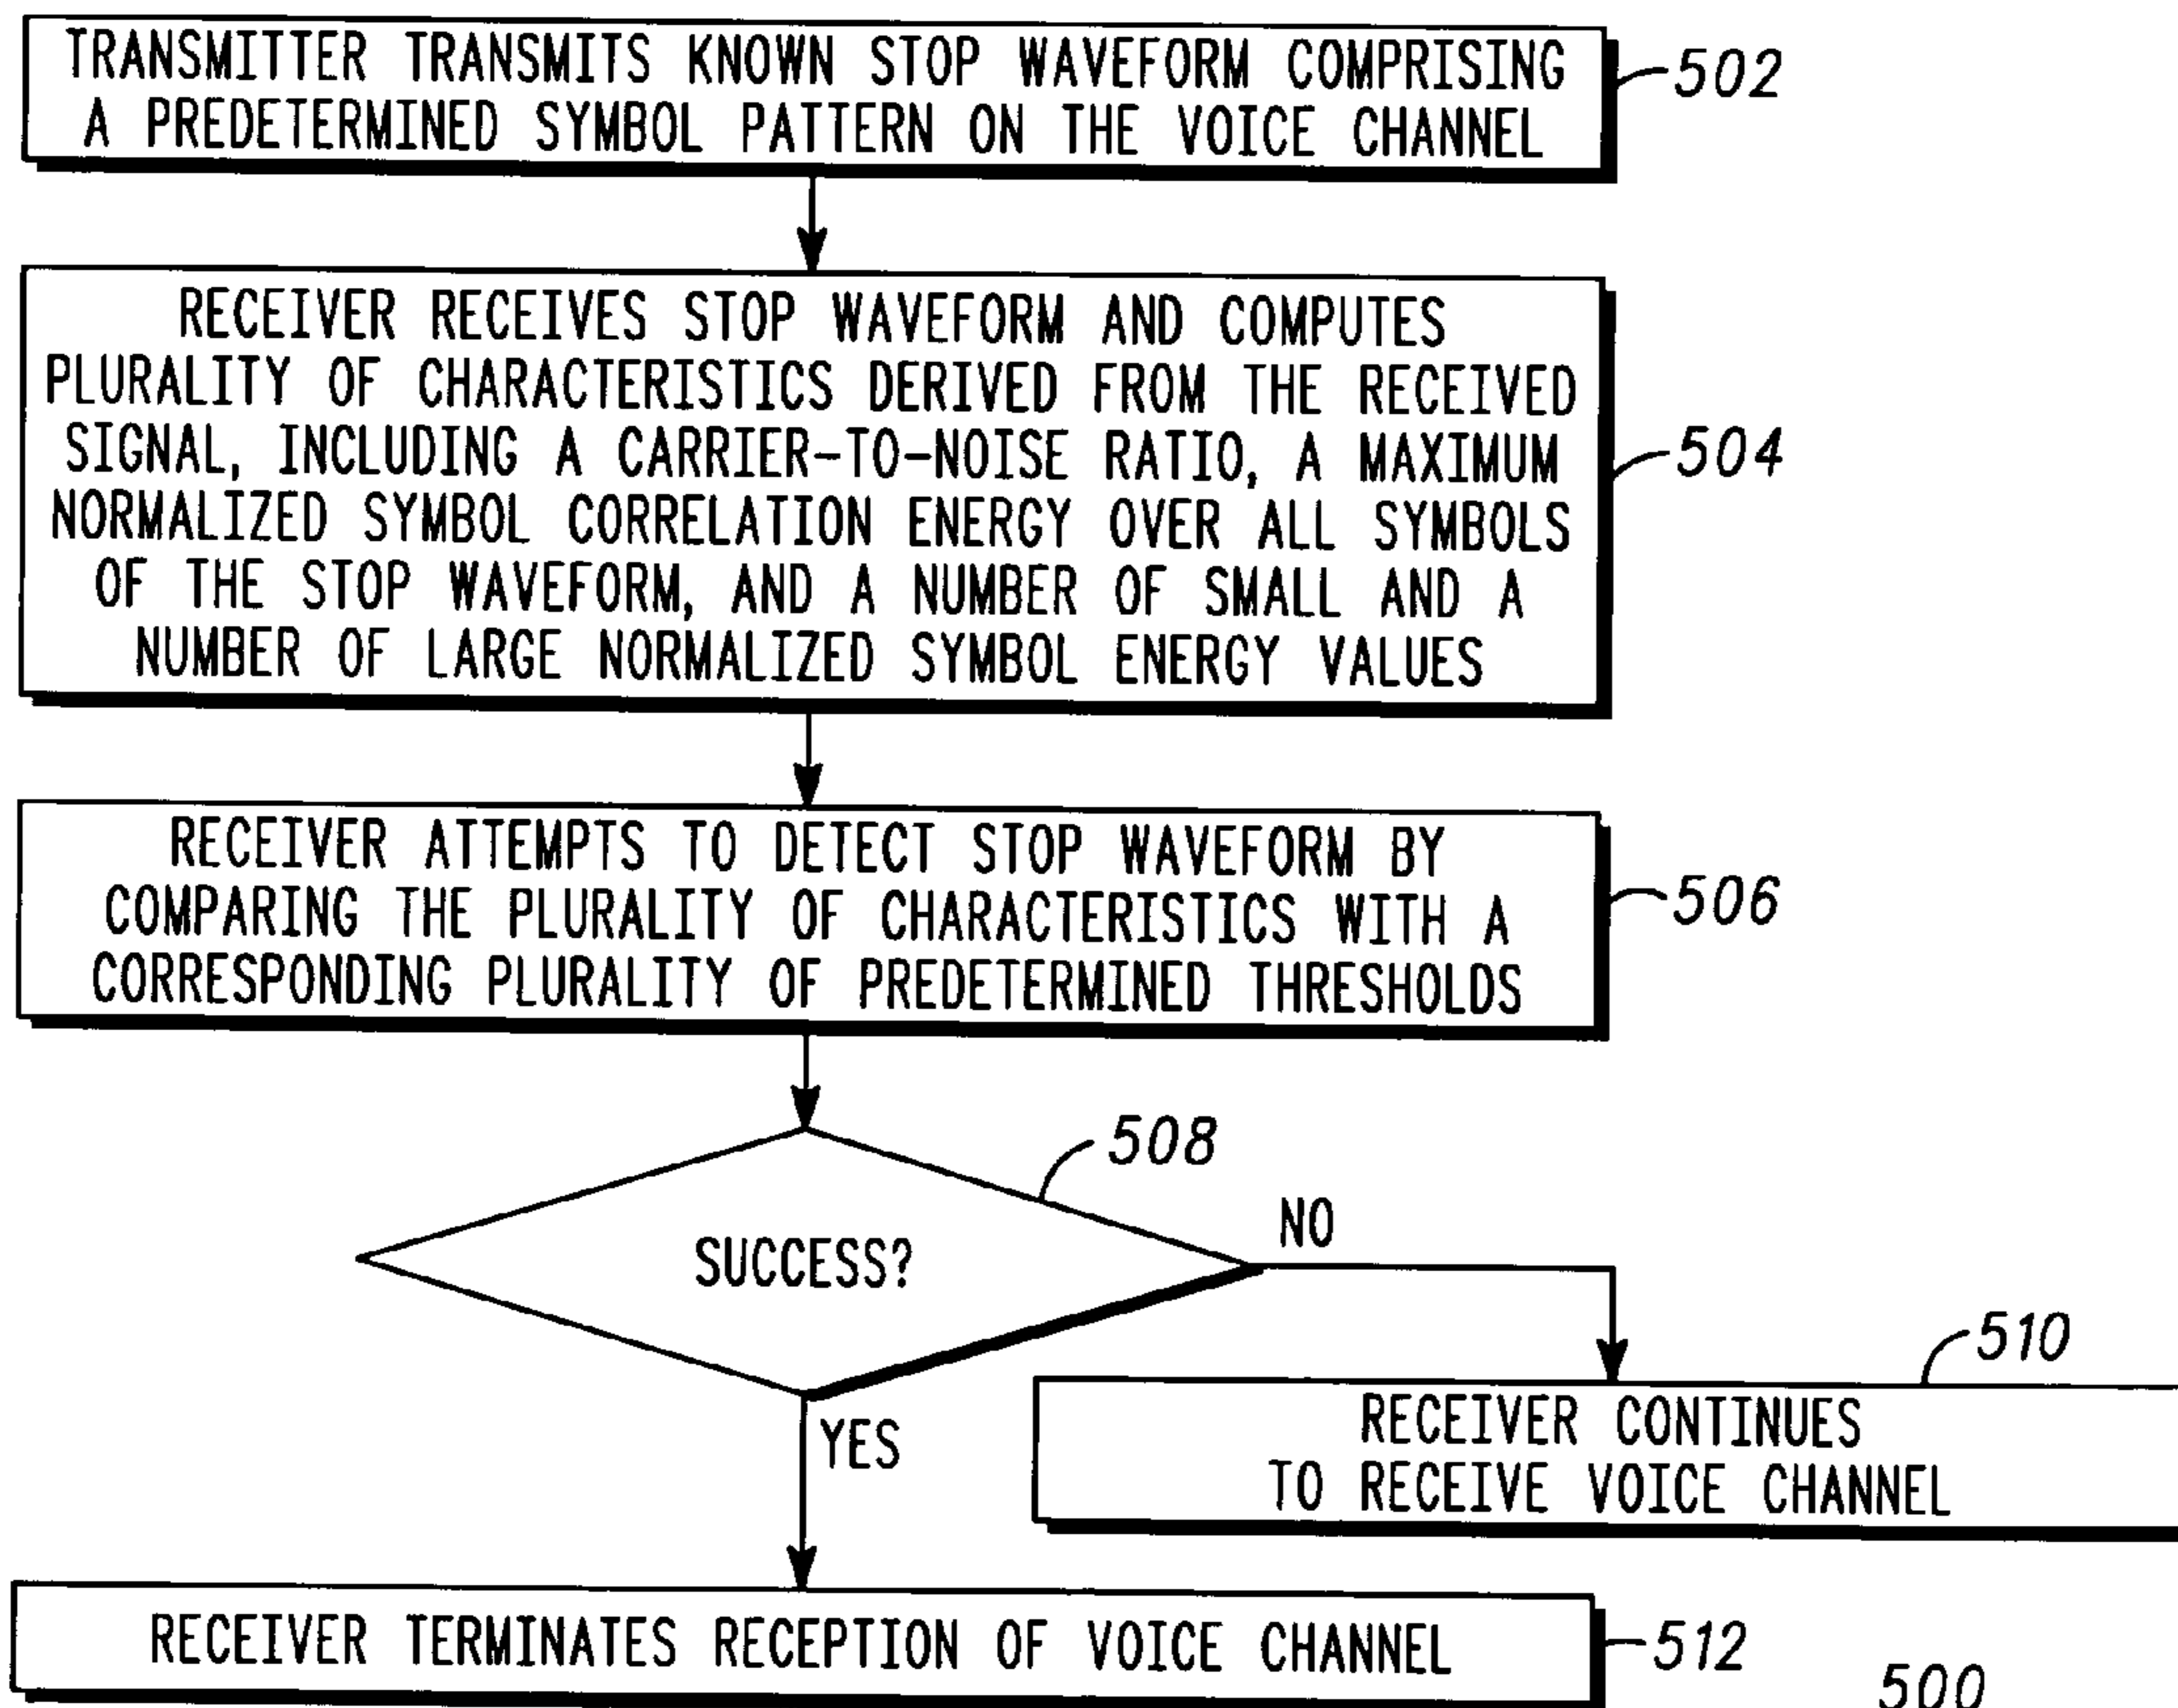 TRANSMITTER TRANSMITS KNOWN STOP WAVEFORM COMPRISING
A PREDETERMINED SYMBOL PATTERN ON THE VOICE CHANNEL
502
RECEIVER RECEIVES STOP WAVEFORM AND COMPUTES
PLURALITY OF CHARACTERISTICS DERIVED FROM THE RECEIVED
SIGNAL, INCLUDING A CARRIER-TO-NOISE RATIO, A MAXIMUM
NORMALIZED SYMBOL CORRELATION ENERGY OVER ALL SYMBOLS
OF THE STOP WAVEFORM, AND A NUMBER OF SMALL AND A
NUMBER OF LARGE NORMALIZED SYMBOL ENERGY VALUES
504
RECEIVER ATTEMPTS TO DETECT STOP WAVEFORM BY
COMPARING THE PLURALITY OF CHARACTERISTICS WITH A
CORRESPONDING PLURALITY OF PREDETERMINED THRESHOLDS
506
508
SUCCESS?
NO
510
RECEIVER CONTINUES
TO RECEIVE VOICE CHANNEL
YES
RECEIVER TERMINATES RECEPTION OF VOICE CHANNEL
512
500